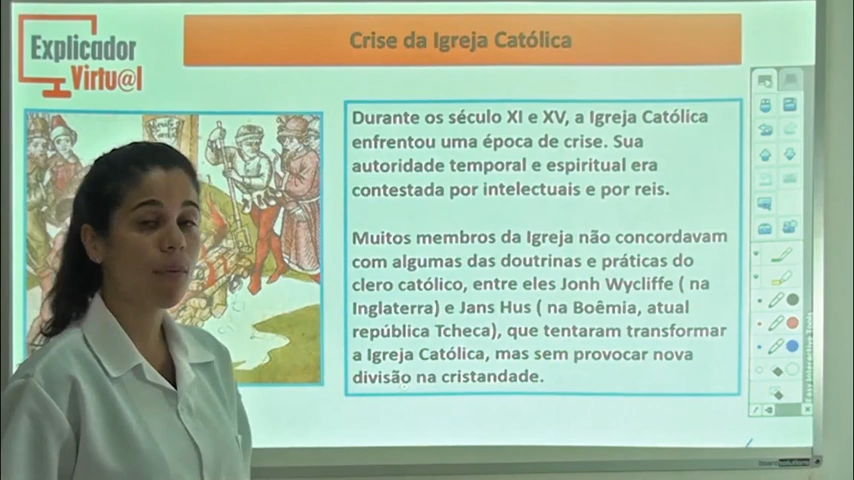 Explicador
Virtu@l
Crise da Igreja Católica
Durante os século XI e XV, a Igreja Católica
enfrentou uma época de crise. Sua
autoridade temporal e espiritual era
contestada por intelectuais e por reis.
Muitos membros da Igreja não concordavam
com algumas das doutrinas e práticas do
clero católico, entre eles Jonh Wycliffe ( na
Inglaterra) e Jans Hus ( na Boêmia, atual
república Tcheca), que tentaram transformar
a Igreja Católica, mas sem provocar nova
divisão na cristandade.
Easy Interactive Tools